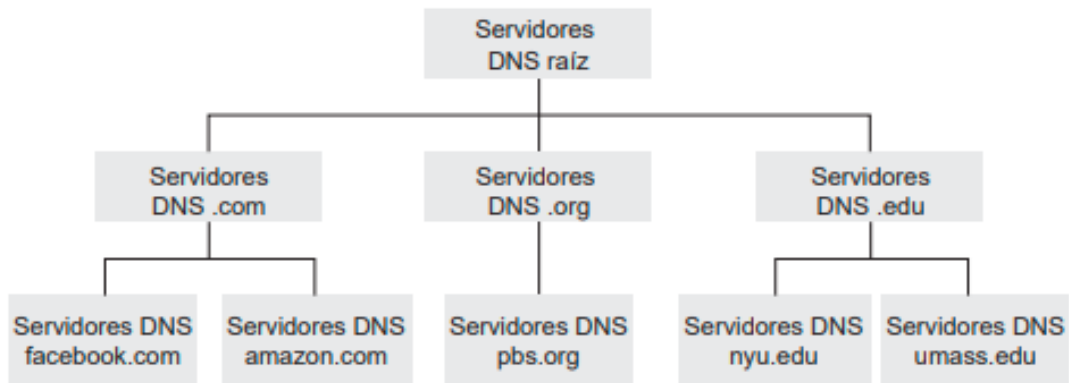 Servidores
DNS raíz
Servidores
DNS .com
Servidores
DNS .org
Servidores
DNS .edu
Servidores DNS
facebook.com
Servidores DNS
amazon.com
Servidores DNS
pbs.org
Servidores DNS
nyu.edu
Servidores DNS
umass.edu